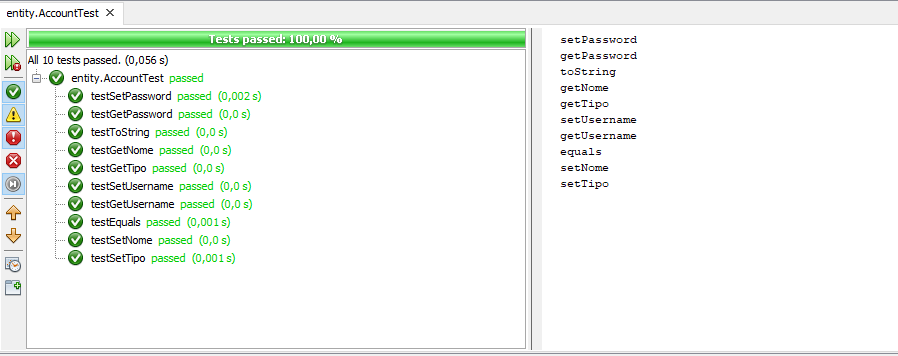 entity.AccountTest
Tests passed: 100,00 %
All 10 tests passed. (0,056 s)
entity.AccountTest passed
testSetPassword passed (0,002 s)
testGetPassword passed (0,0 s)
testToString passed (0,0 s)
testGetNome passed (0,0 s)
testGetTipo passed (0,0 s)
testSetUsername passed (0,0 s)
testGetUsername passed (0,0 s)
testEquals passed (0,001 s)
testSetNome passed (0,0 s)
testSetTipo passed (0,001 s)
setPassword
getPassword
toString
getNome
getTipo
setUsername
getUsername
equals
setNome
setTipo